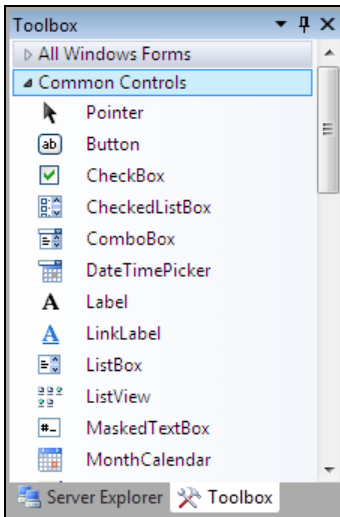 Toolbox
All Windows Forms
Common Controls
Pointer
ab Button
CheckBox
CheckedListBox
ComboBox
DateTimePicker
A Label
A LinkLabel
ListBox
ListView
#- MaskedTextBox
MonthCalendar
Server Explorer Toolbox